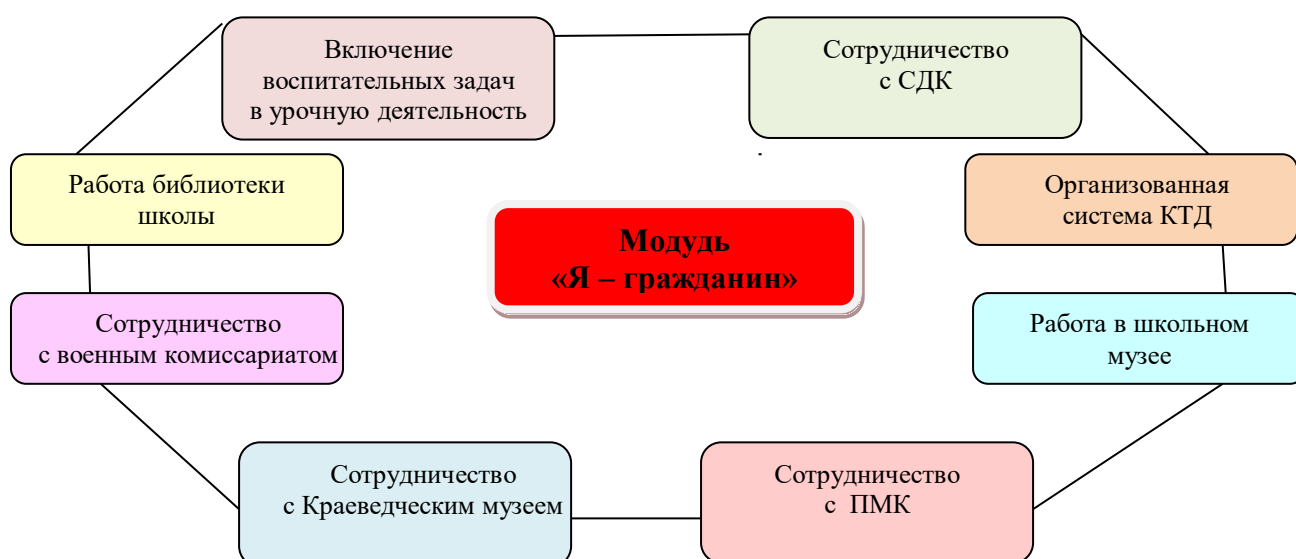 Включение
воспитательных задач
в урочную деятельность
Сотрудничество
с СДК
Работа библиотеки
школы
Организованная
система КТД
Модудь
«Я – гражданин»
Сотрудничество
с военным комиссариатом
Работа в школьном
музее
Сотрудничество
с Краеведческим музеем
Сотрудничество
с ПМК